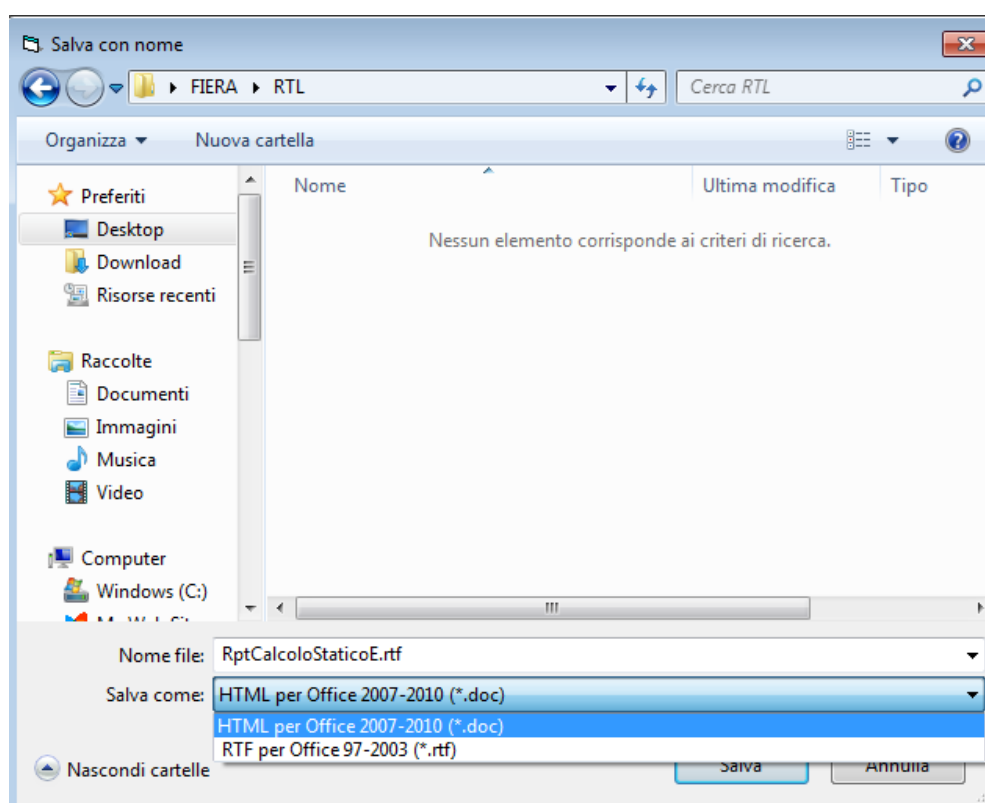 Salva con nome
FIERA RTL
Cerca RTL
Organizza Nuova cartella
Nome Ultima modifica Tipo
Nessun elemento corrisponde ai criteri di ricerca.
Preferiti
Desktop
Download
Risorse recenti
Raccolte
Documenti
Immagini
Musica
Video
Computer
Windows (C:)
Nome file: RptCalcoloStaticoE.rtf
Salva come: HTML per Office 2007-2010 (*.doc)
HTML per Office 2007-2010 (*.doc)
RTF per Office 97-2003 (*.rtf)
Nascondi cartelle Salva Annulla